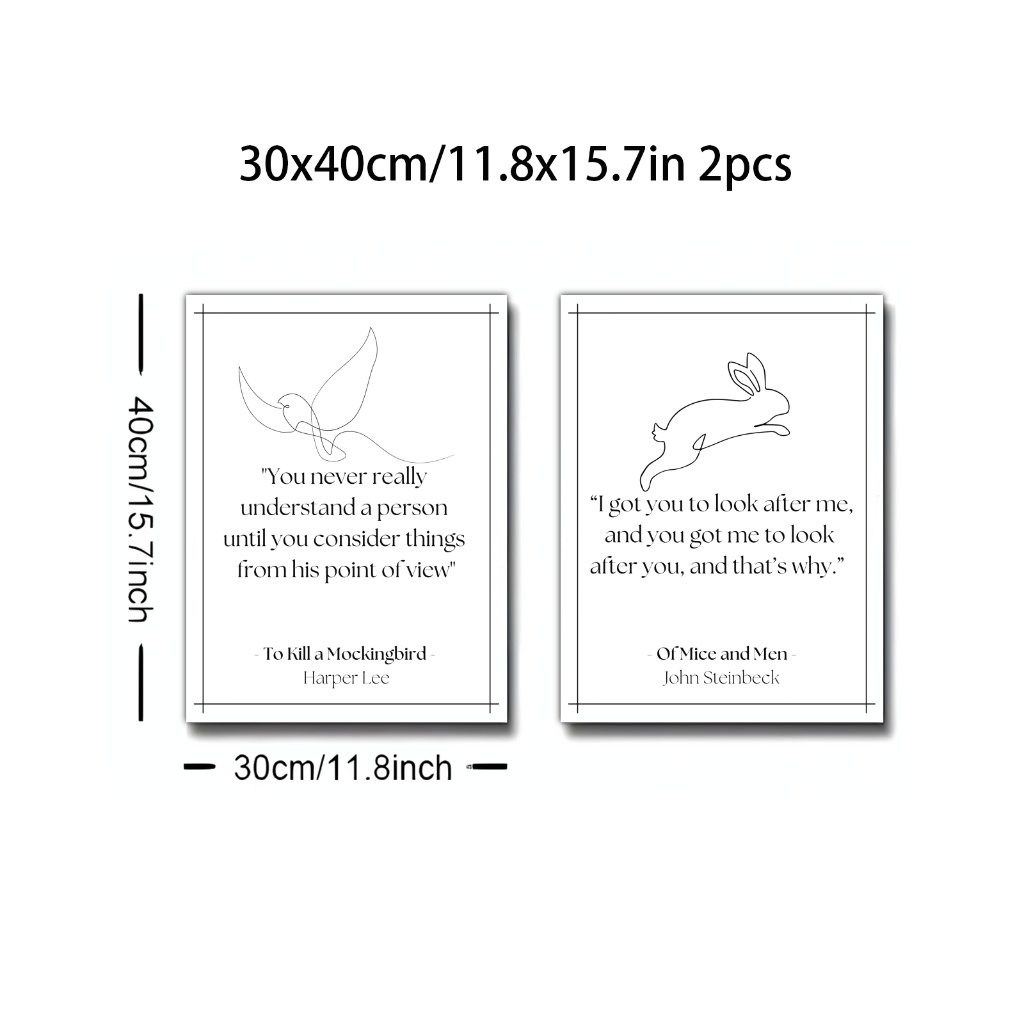 30x40cm/11.8x15.7in 2pcs
40cm/15.7inch
"You never really
understand a person
until you consider things
from his point of view"
- To Kill a Mockingbird -
Harper Lee
“I got you to look after me,
and you got me to look
after you, and that’s why.”
- Of Mice and Men -
John Steinbeck
30cm/11.8inch